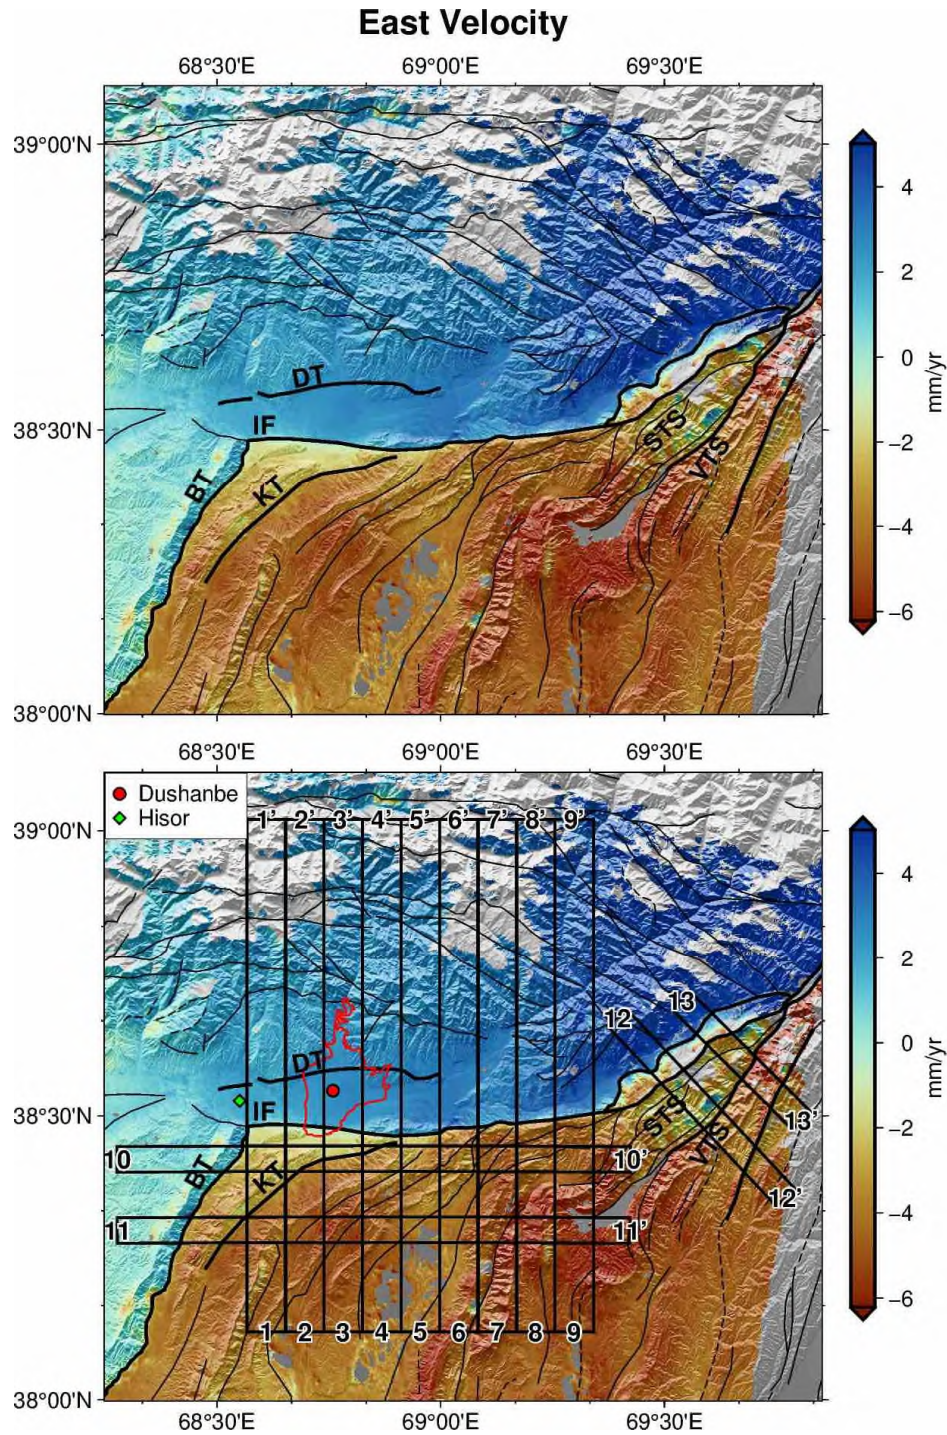 East Velocity
68°30'E 69°00'E 69°30'E
39°00'N
38°30'N
38°00'N
DT
IF
BT
KT
STS
VTS
4
2
0
−2
−4
−6
mm/yr
68°30'E 69°00'E 69°30'E
Dushanbe
Hisor
1' 2' 3' 4' 5' 6' 7' 8' 9'
39°00'N
13
12
DT
38°30'N
IF
STS
13'
VTS
10 10'
BT
KT
12'
11 11'
1 2 3 4 5 6 7 8 9
38°00'N
68°30'E 69°00'E 69°30'E
4
2
0
−2
−4
−6
mm/yr